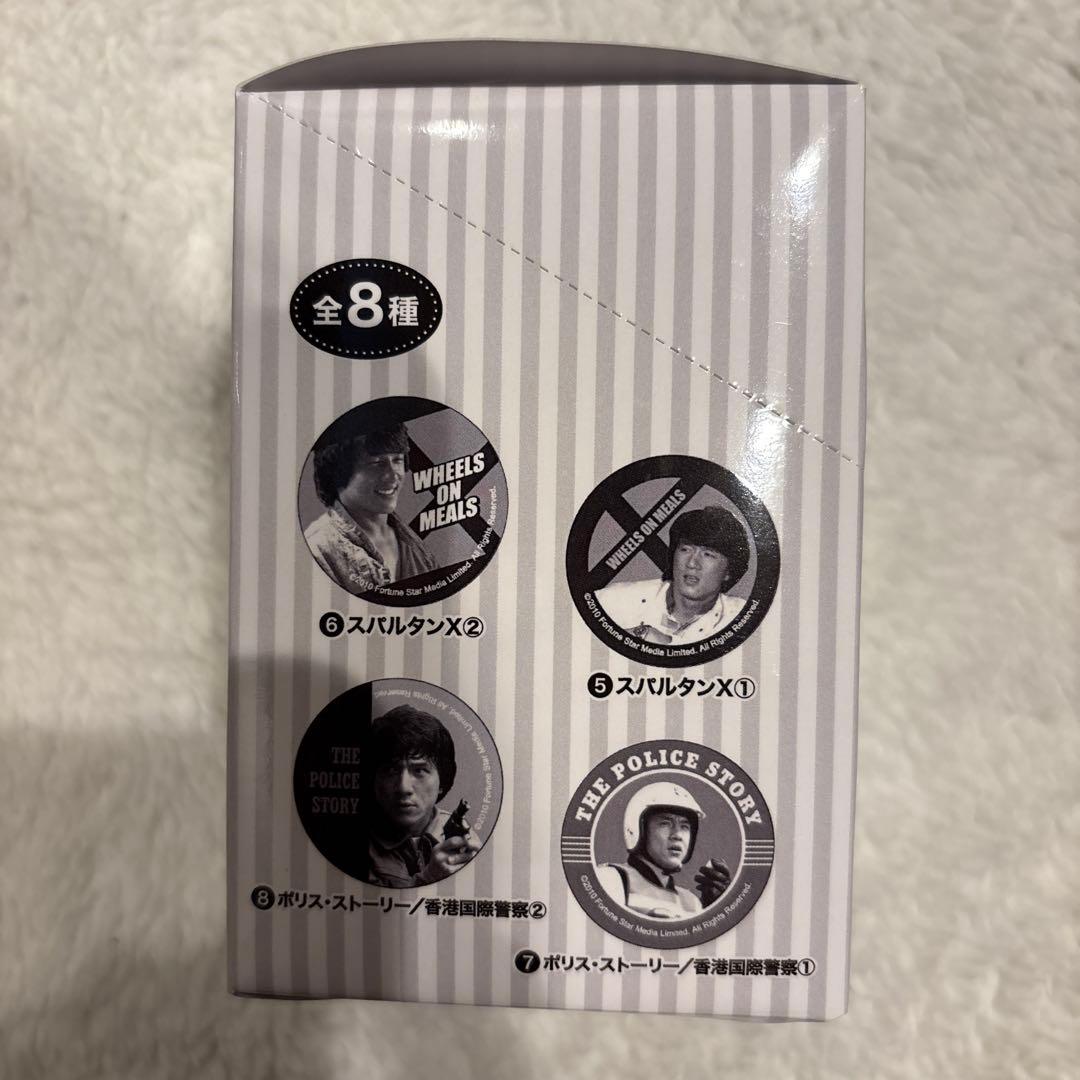 全8種
WHEELS
ON
MEALS
©2010 Fortune Star Media Limited. All Rights Reserved.
❻スパルタンX②
WHEELS ON MEALS
©2010 Fortune Star Media Limited. All Rights Reserved.
❺スパルタンX①
THE
POLICE
STORY
©2010 Fortune Star Media Limited. All Rights Reserved.
❽ポリス・ストーリー/香港国際警察②
THE POLICE STORY
©2010 Fortune Star Media Limited. All Rights Reserved.
❼ポリス・ストーリー/香港国際警察①